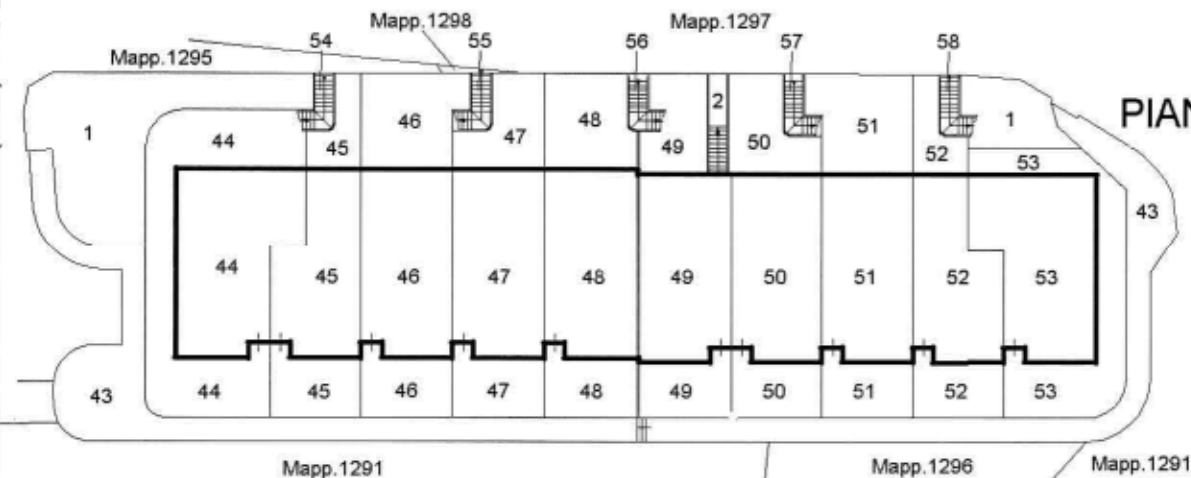 Mapp.1298 Mapp.1297
54 55 56 57 58
Mapp.1295
1 44 45 46 47 48 49 2 50 51 52 1 PIAN
53
43
44 45 46 47 48 49 50 51 52 53
43 44 45 46 47 48 49 50 51 52 53
Mapp.1291 Mapp.1296 Mapp.1291